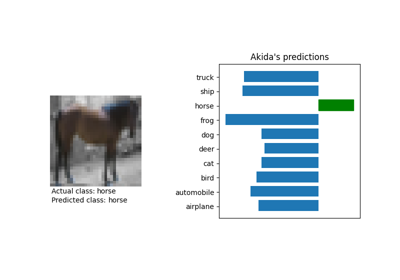 Akida's predictions
truck
ship
horse
frog
dog
deer
cat
bird
automobile
airplane
Actual class: horse
Predicted class: horse